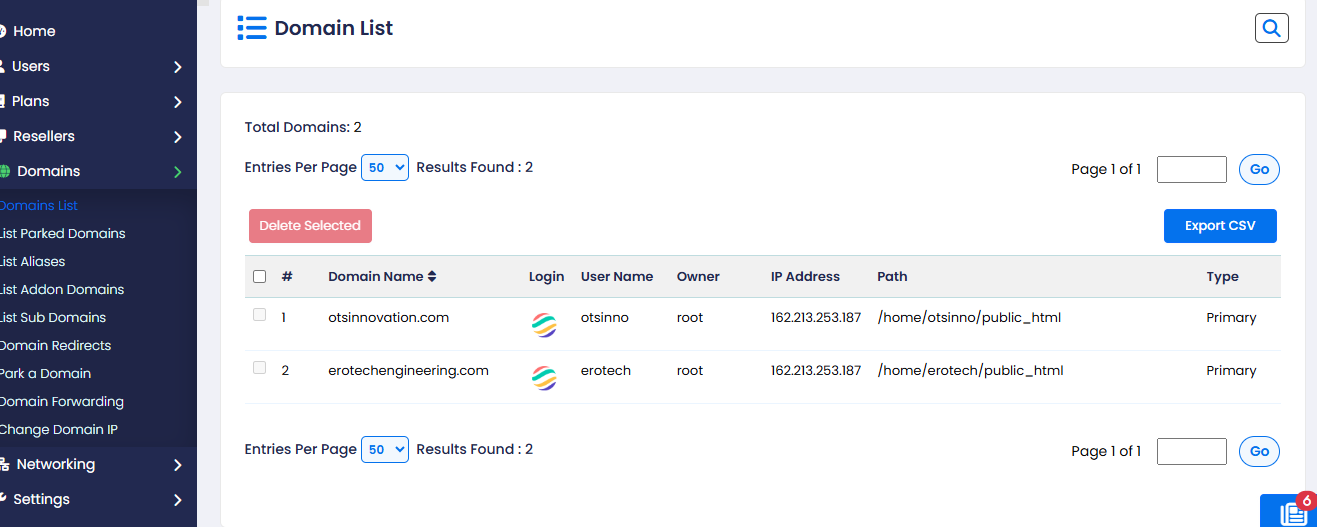 Home
Users
Plans
Resellers
Domains
Domains List
List Parked Domains
List Aliases
List Addon Domains
List Sub Domains
Domain Redirects
Park a Domain
Domain Forwarding
Change Domain IP
Networking
Settings
Domain List
Total Domains: 2
Entries Per Page 50 Results Found : 2 Page 1 of 1 Go
Delete Selected Export CSV
# Domain Name Login User Name Owner IP Address Path Type
1 otsinnovation.com otsinno root 162.213.253.187 /home/otsinno/public_html Primary
2 erotechengineering.com erotech root 162.213.253.187 /home/erotech/public_html Primary
Entries Per Page 50 Results Found : 2 Page 1 of 1 Go
6